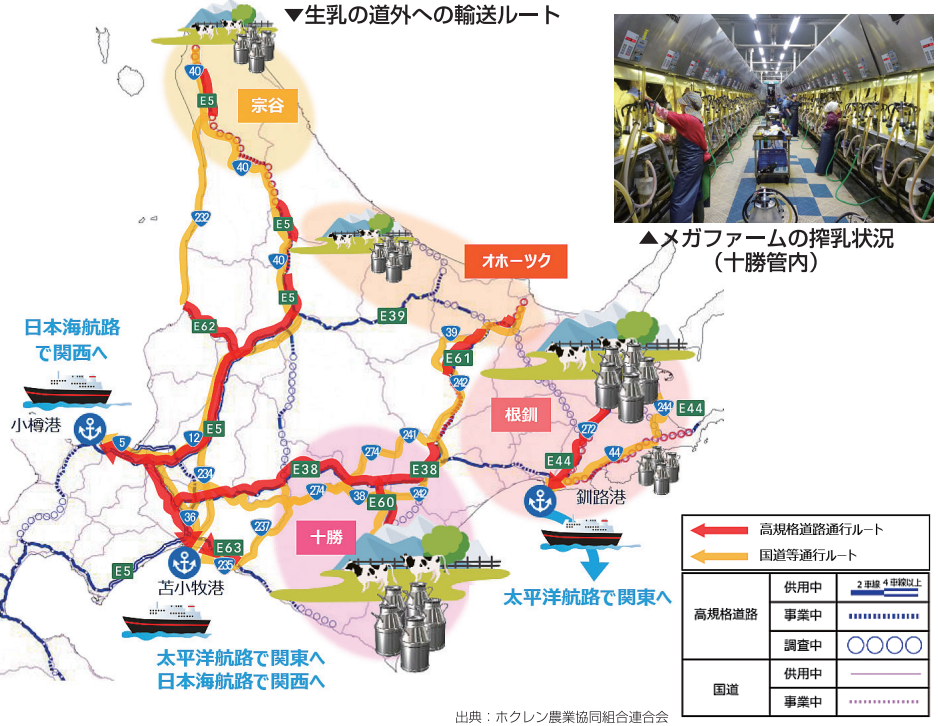 ▼生乳の道外への輸送ルート
40
E5
宗谷
40
232
E5
40
オホーツク
▲メガファームの搾乳状況
（十勝管内）
E5
E39
E62
39
E61
242
日本海航路
で関西へ
小樽港
5
12
E5
根釧
244
E44
272
44
E44
241
274
E38
E38
234
274
38
242
E60
釧路港
36
237
十勝
E63
235
E5
苫小牧港
太平洋航路で関東へ
太平洋航路で関東へ
日本海航路で関西へ
高規格道路通行ルート
国道等通行ルート
高規格道路
供用中
2車線
4車線以上
事業中
調査中
国道
供用中
事業中
出典：ホクレン農業協同組合連合会